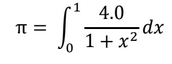 π = ∫₀¹ 4.0 / (1 + x²) dx